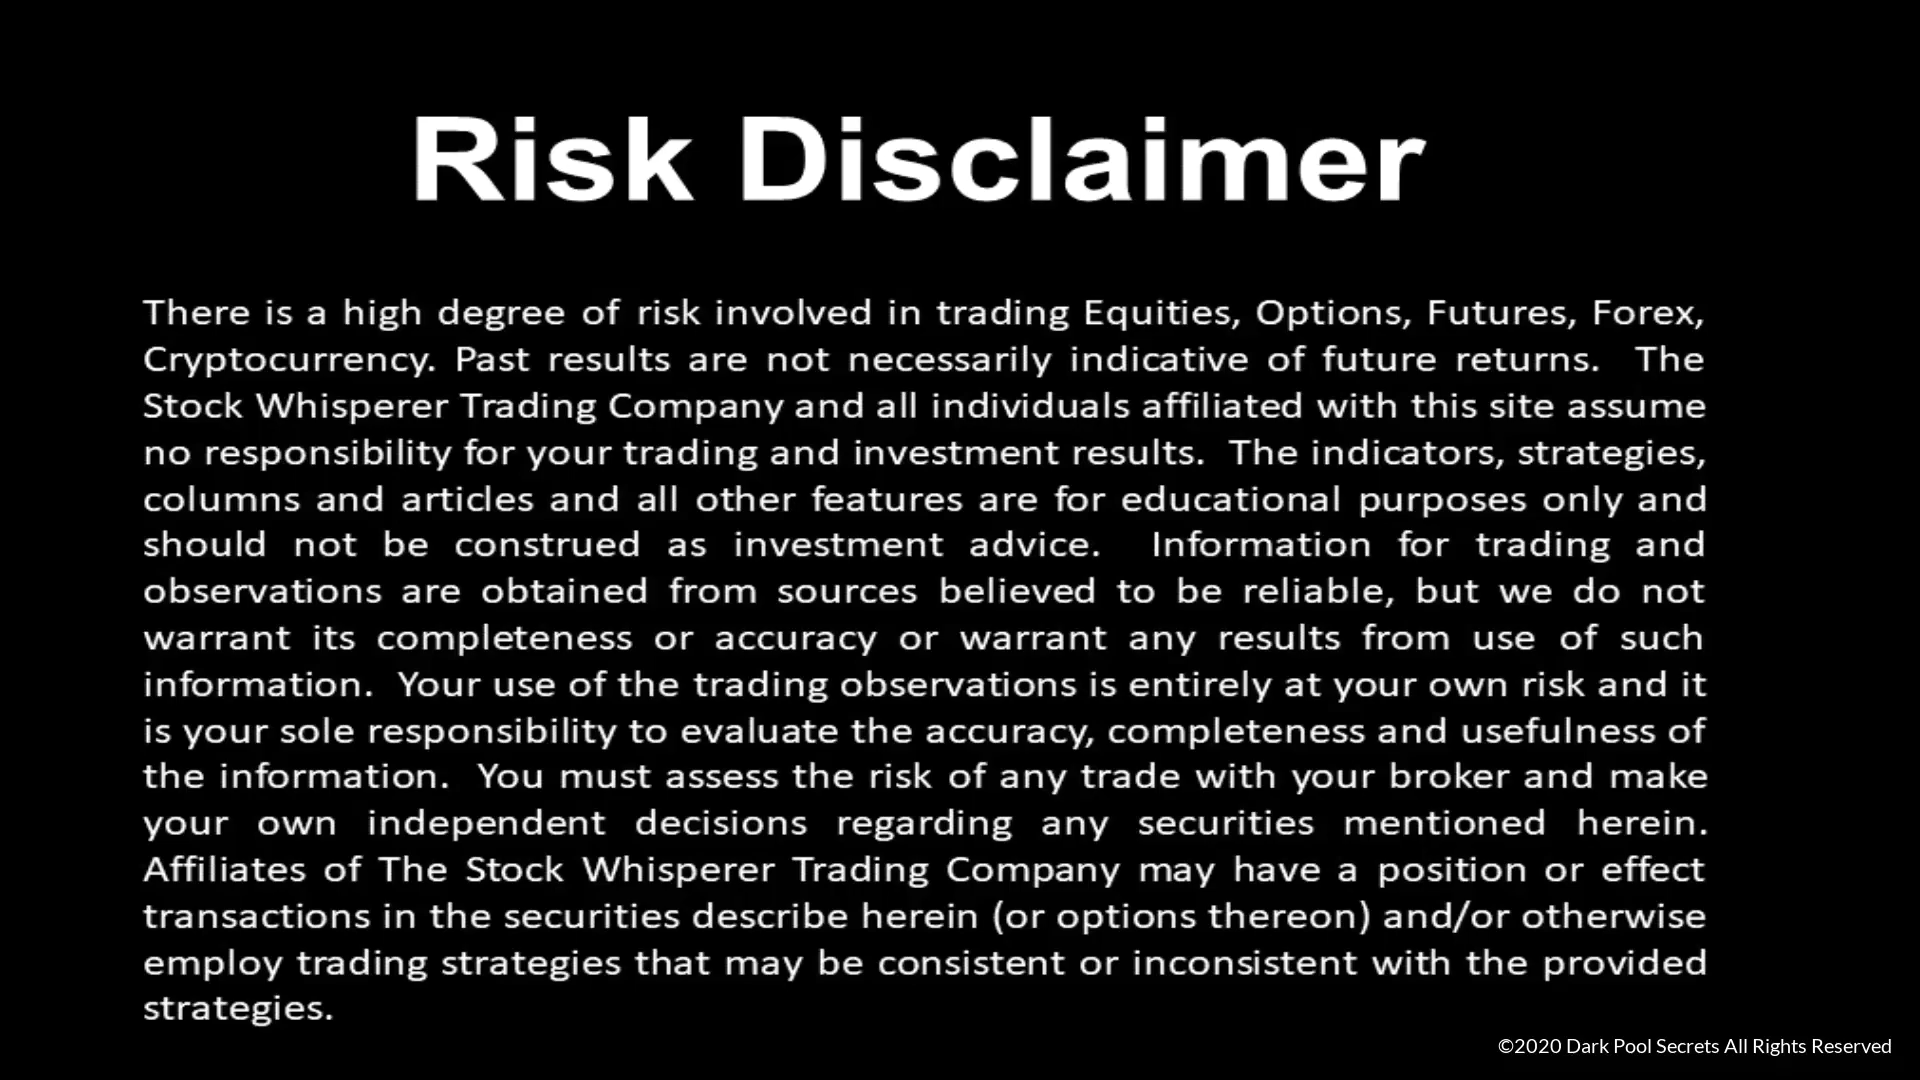 Risk Disclaimer
There is a high degree of risk involved in trading Equities, Options, Futures, Forex,
Cryptocurrency. Past results are not necessarily indicative of future returns. The
Stock Whisperer Trading Company and all individuals affiliated with this site assume
no responsibility for your trading and investment results. The indicators, strategies,
columns and articles and all other features are for educational purposes only and
should not be construed as investment advice. Information for trading and
observations are obtained from sources believed to be reliable, but we do not
warrant its completeness or accuracy or warrant any results from use of such
information. Your use of the trading observations is entirely at your own risk and it
is your sole responsibility to evaluate the accuracy, completeness and usefulness of
the information. You must assess the risk of any trade with your broker and make
your own independent decisions regarding any securities mentioned herein.
Affiliates of The Stock Whisperer Trading Company may have a position or effect
transactions in the securities describe herein (or options thereon) and/or otherwise
employ trading strategies that may be consistent or inconsistent with the provided
strategies.
©2020 Dark Pool Secrets All Rights Reserved